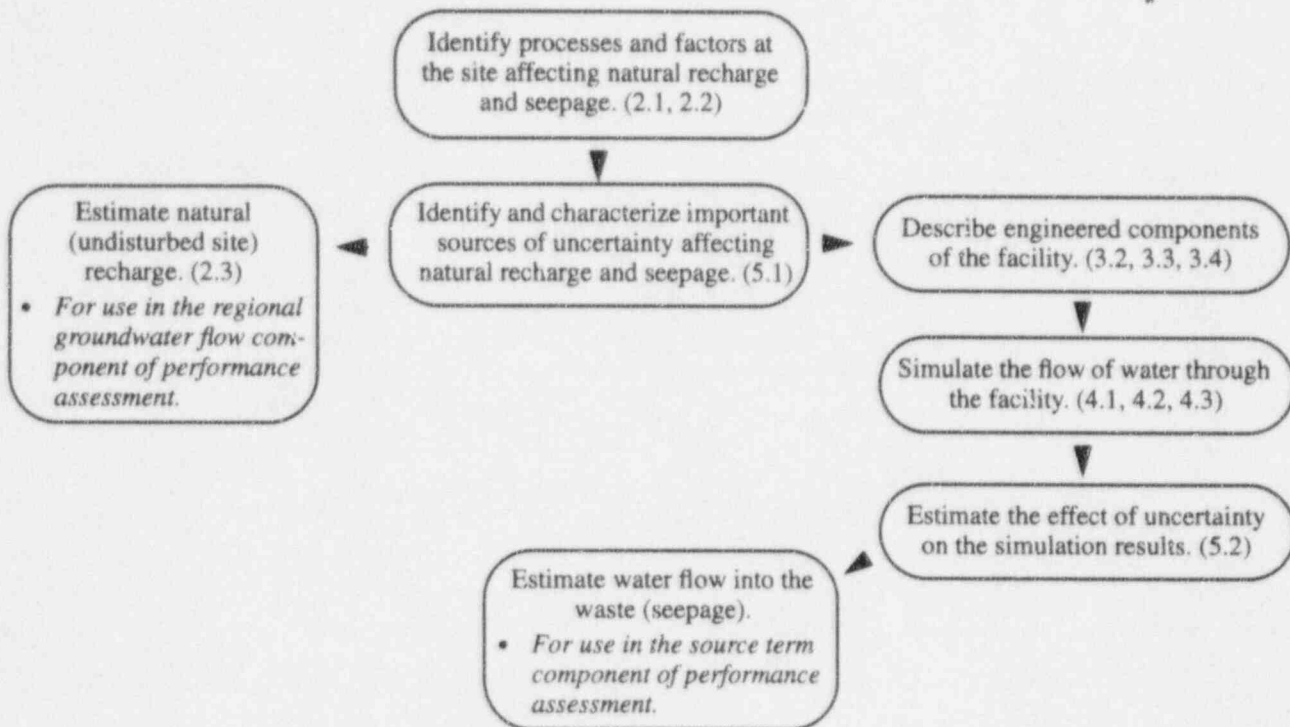 Identify processes and factors at
the site affecting natural recharge
and seepage. (2.1, 2.2)
Estimate natural
(undisturbed site)
recharge. (2.3)
• For use in the regional
groundwater flow com-
ponent of performance
assessment.
Identify and characterize important
sources of uncertainty affecting
natural recharge and seepage. (5.1)
Describe engineered components
of the facility. (3.2, 3.3, 3.4)
Simulate the flow of water through
the facility. (4.1, 4.2, 4.3)
Estimate the effect of uncertainty
on the simulation results. (5.2)
Estimate water flow into the
waste (seepage).
• For use in the source term
component of performance
assessment.